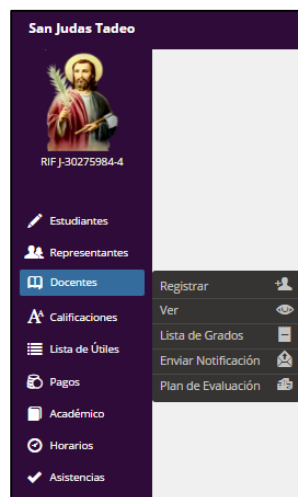 San Judas Tadeo
RIF J-30275984-4
Estudiantes
Representantes
Docentes
Registrar
Ver
Lista de Grados
Enviar Notificación
Plan de Evaluación
Calificaciones
Lista de Útiles
Pagos
Académico
Horarios
Asistencias